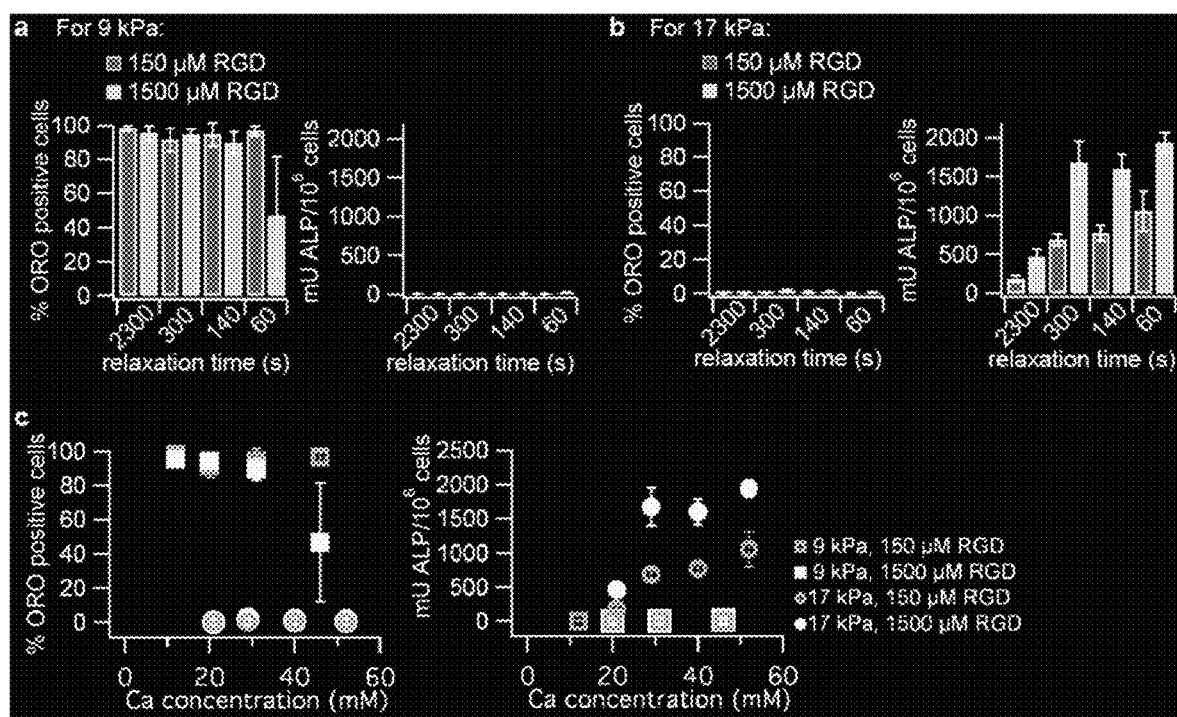 a For 9 kPa:
150 µM RGD
1500 µM RGD
% ORO positive cells
100
80
60
40
20
0
2300 300 140 60
relaxation time (s)
mU ALP/10⁶ cells
2000
1500
1000
500
0
2300 300 140 60
relaxation time (s)
b For 17 kPa:
150 µM RGD
1500 µM RGD
% ORO positive cells
100
80
60
40
20
0
2300 300 140 60
relaxation time (s)
mU ALP/10⁶ cells
2000
1500
1000
500
0
2300 300 140 60
relaxation time (s)
c
% ORO positive cells
100
80
60
40
20
0
0 20 40 60
Ca concentration (mM)
mU ALP/10⁶ cells
2500
2000
1500
1000
500
0
0 20 40 60
Ca concentration (mM)
9 kPa, 150 µM RGD
9 kPa, 1500 µM RGD
17 kPa, 150 µM RGD
17 kPa, 1500 µM RGD